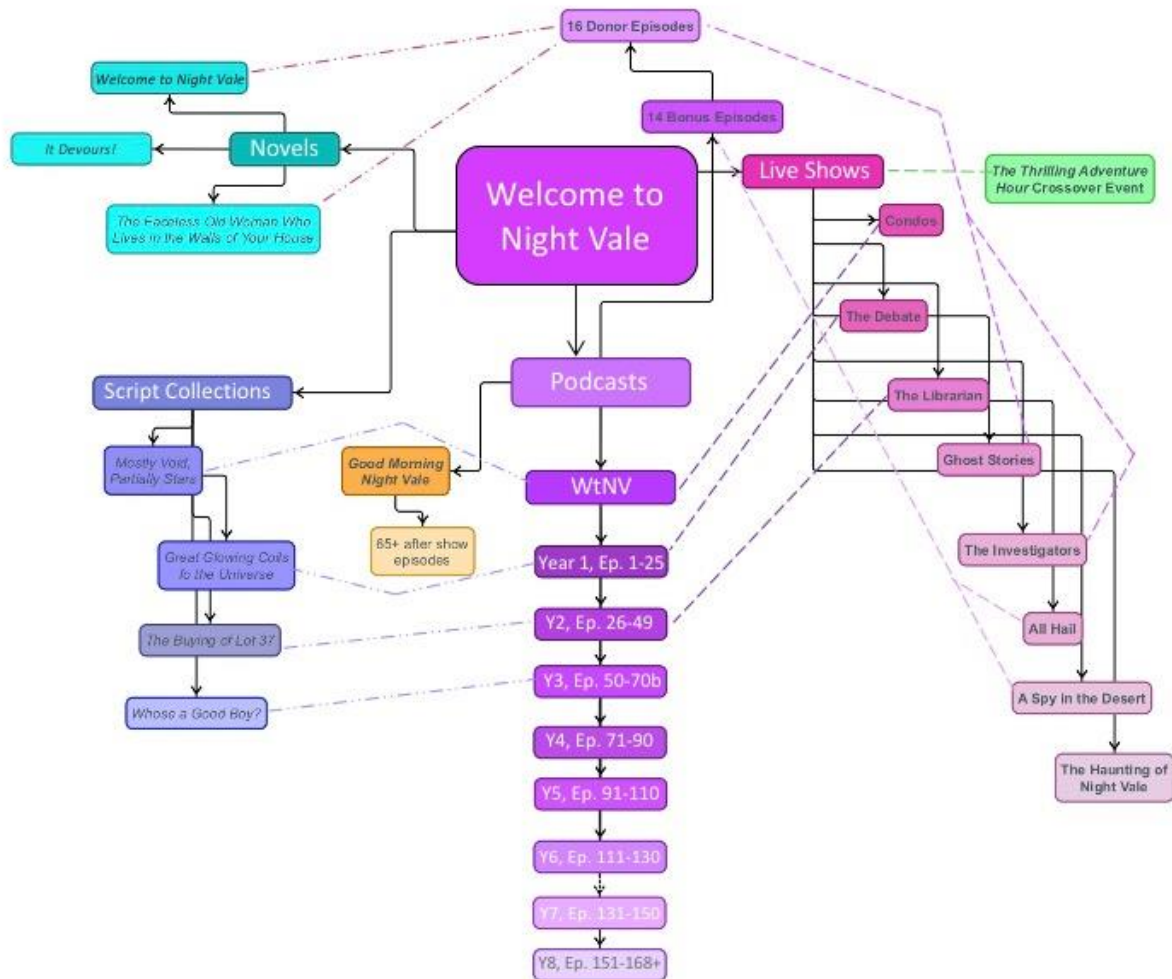 16 Donor Episodes
Welcome to Night Vale
14 Bonus Episodes
It Devours!
Novels
Welcome to
Night Vale
Live Shows
The Thrilling Adventure
Hour Crossover Event
The Faceless Old Woman Who
Lives in the Walls of Your House
Condos
The Debate
Podcasts
Script Collections
The Librarian
Mostly Void,
Partially Stars
Good Morning
Night Vale
Ghost Stories
WtNV
65+ after show
episodes
Great Glowing Coils
fo the Universe
Year 1, Ep. 1-25
The Investigators
Y2, Ep. 26-49
All Hail
The Buying of Lot 37
Y3, Ep. 50-70b
A Spy in the Desert
Whose a Good Boy?
Y4, Ep. 71-90
The Haunting of
Night Vale
Y5, Ep. 91-110
Y6, Ep. 111-130
Y7, Ep. 131-150
Y8, Ep. 151-168+